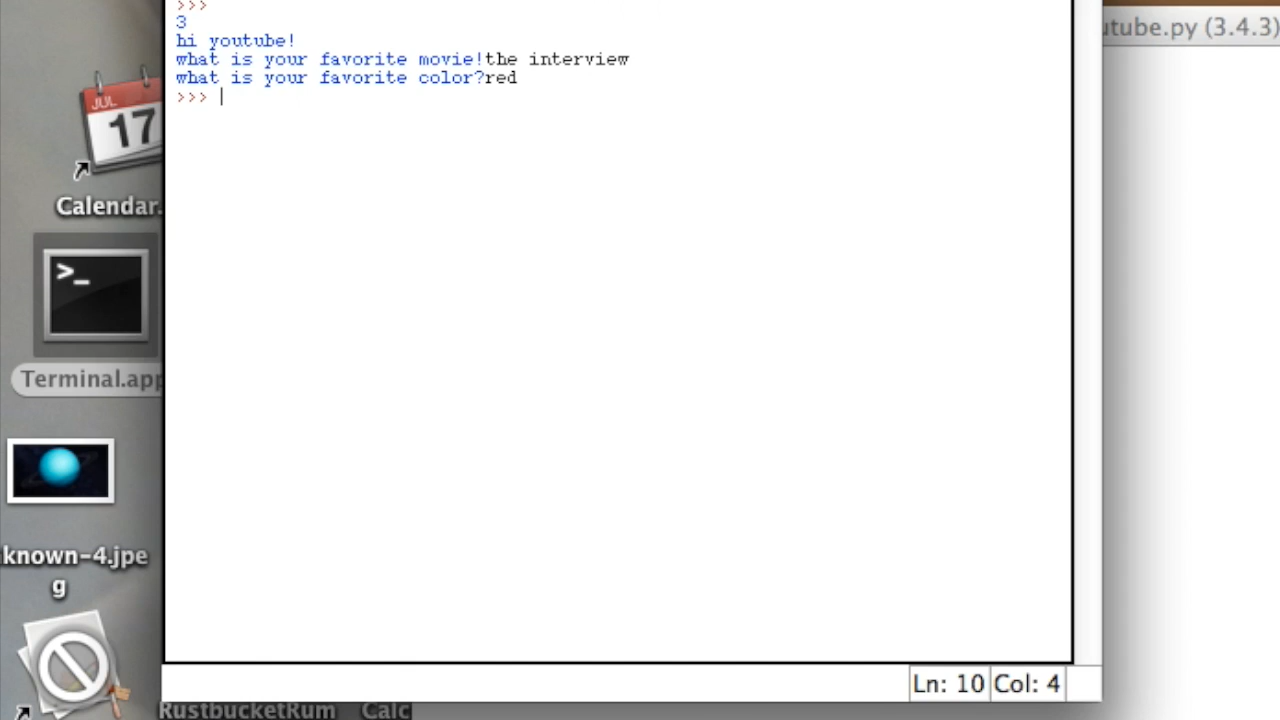 >>>
3
hi youtube!
what is your favorite movie!the interview
what is your favorite color?red
>>>
utube.py (3.4.3)
JUL
17
Calendar.
>_
Terminal.app
known-4.jpe
g
Ln: 10 Col: 4
RustbucketRum Calc